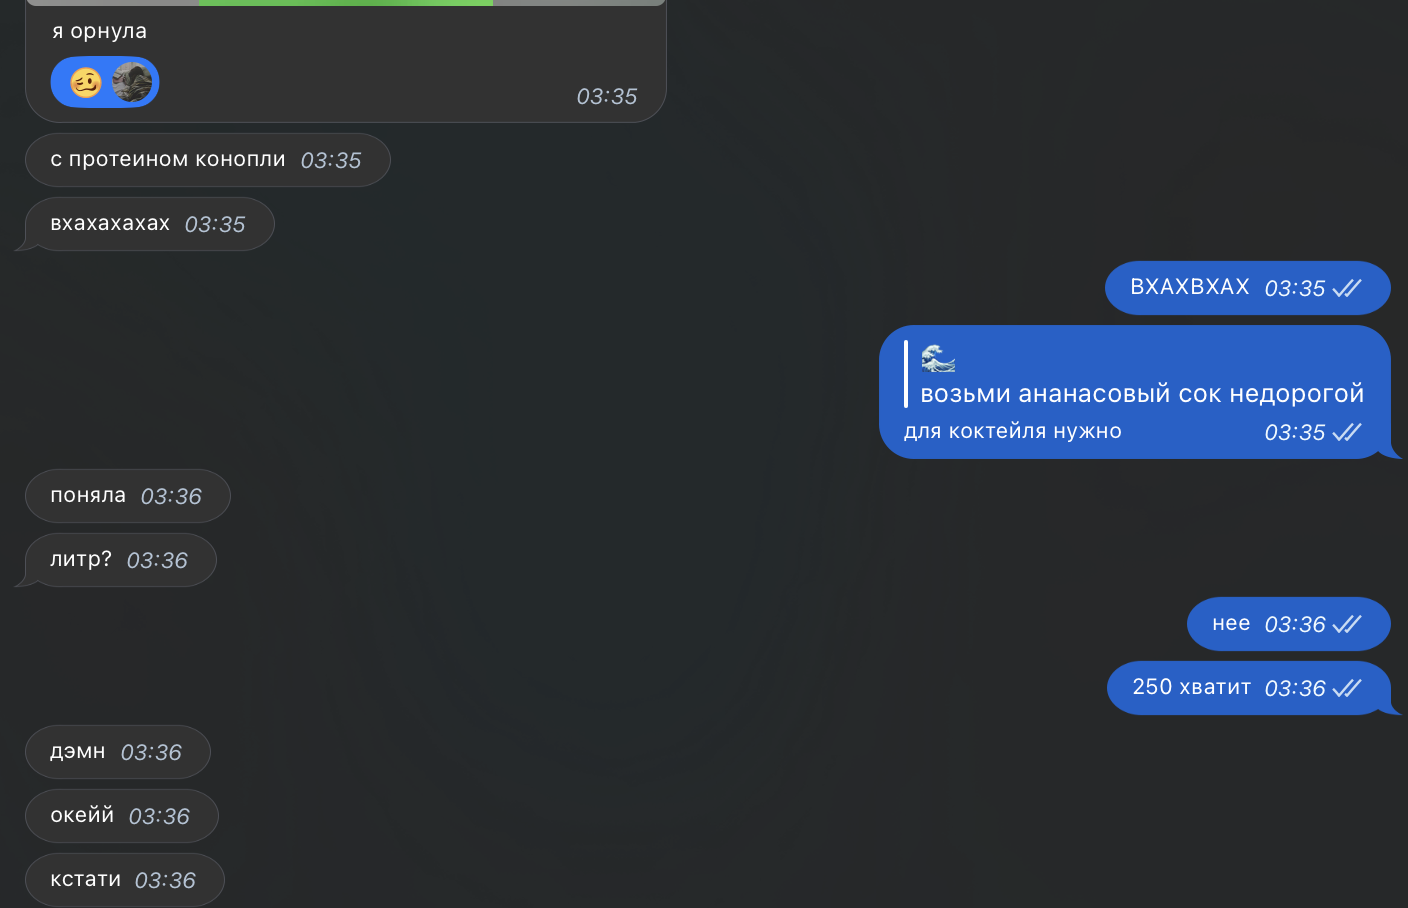 я орнула
03:35
с протеином конопли 03:35
вхахахахах 03:35
ВХАХВХАХ 03:35
🌊
возьми ананасовый сок недорогой
для коктейля нужно 03:35
поняла 03:36
литр? 03:36
нее 03:36
250 хватит 03:36
дэмн 03:36
окейй 03:36
кстати 03:36